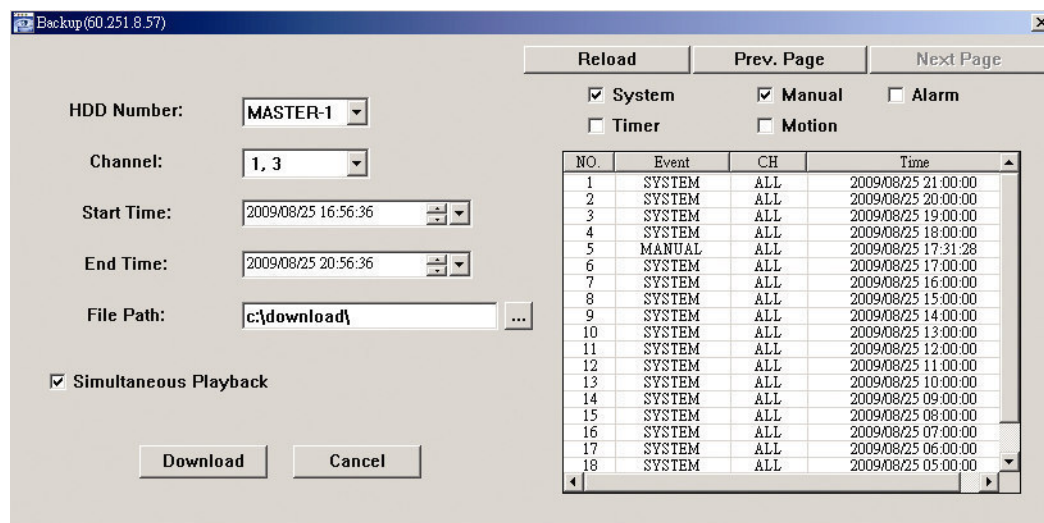 Backup(60.251.8.57)
Reload Prev. Page Next Page
System Manual Alarm
Timer Motion
HDD Number: MASTER-1
Channel: 1, 3
Start Time: 2009/08/25 16:56:36
End Time: 2009/08/25 20:56:36
File Path: c:\download\ ...
Simultaneous Playback
Download Cancel
NO. Event CH Time
1 SYSTEM ALL 2009/08/25 21:00:00
2 SYSTEM ALL 2009/08/25 20:00:00
3 SYSTEM ALL 2009/08/25 19:00:00
4 SYSTEM ALL 2009/08/25 18:00:00
5 MANUAL ALL 2009/08/25 17:31:28
6 SYSTEM ALL 2009/08/25 17:00:00
7 SYSTEM ALL 2009/08/25 16:00:00
8 SYSTEM ALL 2009/08/25 15:00:00
9 SYSTEM ALL 2009/08/25 14:00:00
10 SYSTEM ALL 2009/08/25 13:00:00
11 SYSTEM ALL 2009/08/25 12:00:00
12 SYSTEM ALL 2009/08/25 11:00:00
13 SYSTEM ALL 2009/08/25 10:00:00
14 SYSTEM ALL 2009/08/25 09:00:00
15 SYSTEM ALL 2009/08/25 08:00:00
16 SYSTEM ALL 2009/08/25 07:00:00
17 SYSTEM ALL 2009/08/25 06:00:00
18 SYSTEM ALL 2009/08/25 05:00:00